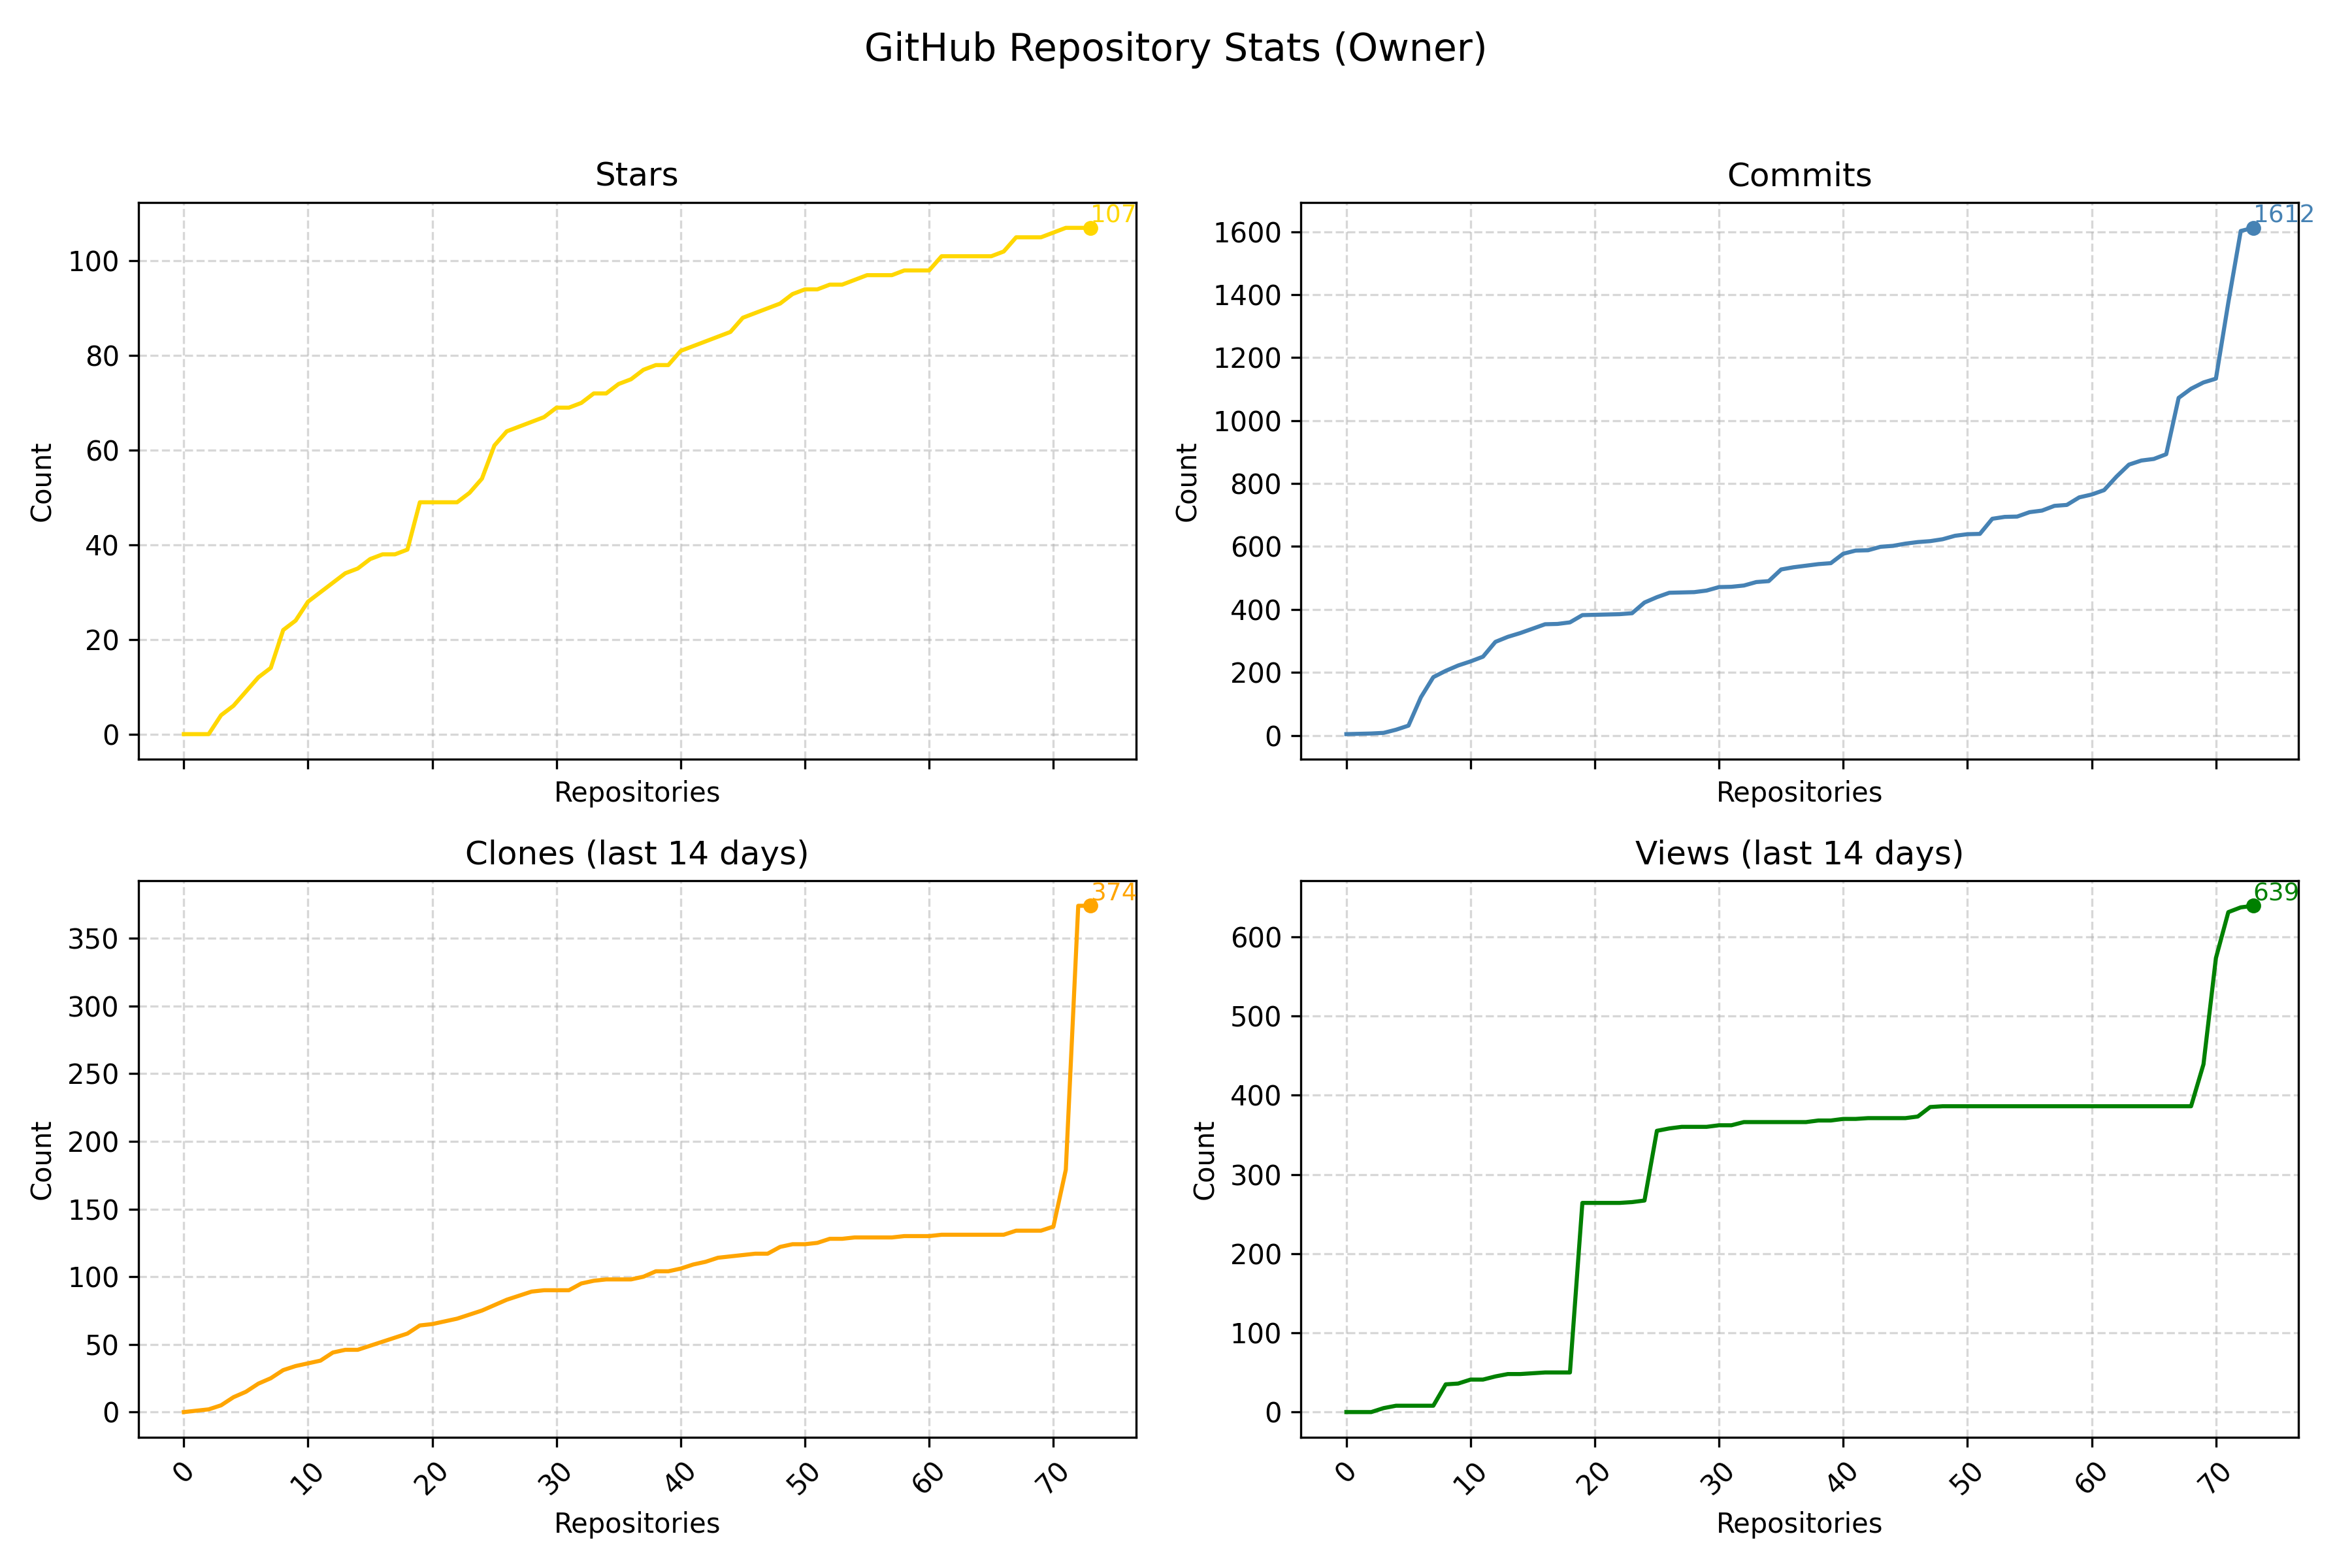 GitHub Repository Stats (Owner)
Stars
107
100
80
60
40
20
0
Count
Repositories
Commits
1612
1600
1400
1200
1000
800
600
400
200
0
Count
Repositories
Clones (last 14 days)
374
350
300
250
200
150
100
50
0
Count
0 10 20 30 40 50 60 70
Repositories
Views (last 14 days)
639
600
500
400
300
200
100
0
Count
0 10 20 30 40 50 60 70
Repositories